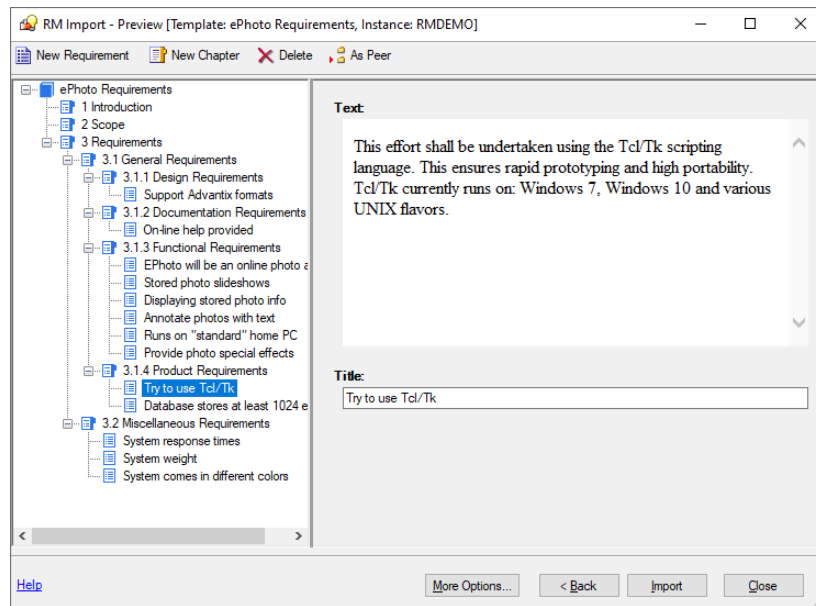 RM Import - Preview [Template: ePhoto Requirements, Instance: RMDEMO]
New Requirement New Chapter Delete As Peer
ePhoto Requirements
1 Introduction
2 Scope
3 Requirements
3.1 General Requirements
3.1.1 Design Requirements
Support Advantix formats
3.1.2 Documentation Requirements
On-line help provided
3.1.3 Functional Requirements
EPhoto will be an online photo a
Stored photo slideshows
Displaying stored photo info
Annotate photos with text
Runs on "standard" home PC
Provide photo special effects
3.1.4 Product Requirements
Try to use Tcl/Tk
Database stores at least 1024 e
3.2 Miscellaneous Requirements
System response times
System weight
System comes in different colors
Text:
This effort shall be undertaken using the Tcl/Tk scripting
language. This ensures rapid prototyping and high portability.
Tcl/Tk currently runs on: Windows 7, Windows 10 and various
UNIX flavors.
Title:
Try to use Tcl/Tk
Help
More Options... < Back Import Close